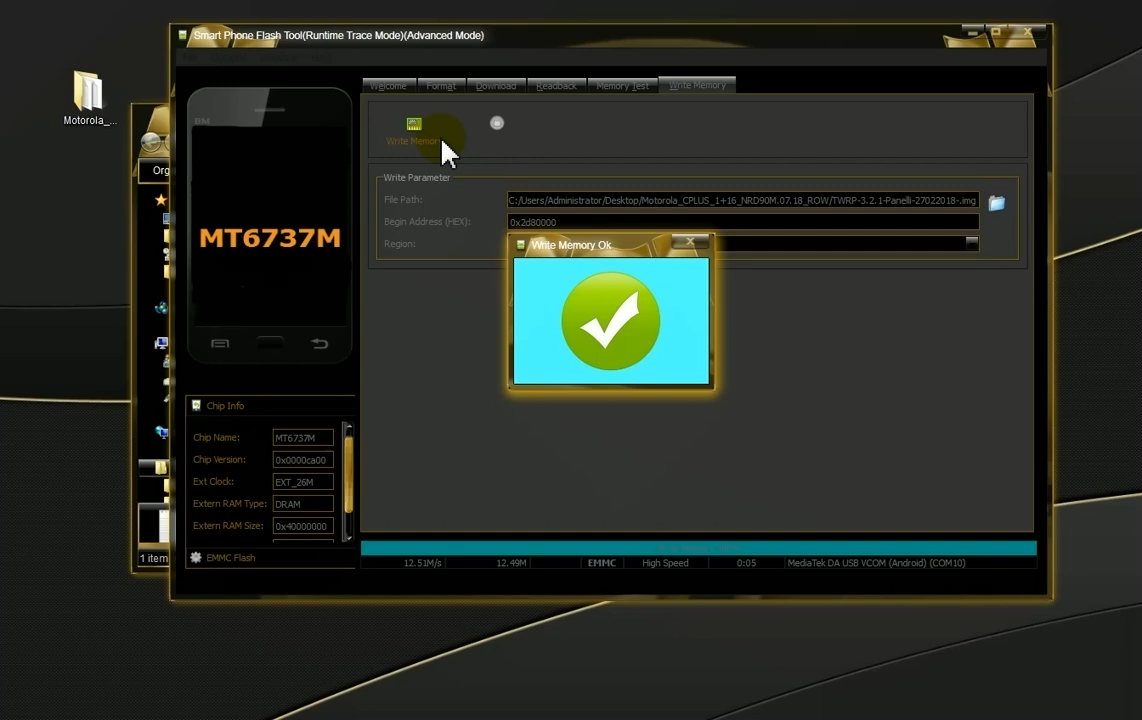 Smart Phone Flash Tool(Runtime Trace Mode)(Advanced Mode)
Motorola_...
Welcome
Format
Download
Readback
Memory Test
Write Memory
BM
Write Memory
Org
Write Parameter
File Path:
C:/Users/Administrator/Desktop/Motorola_CPLUS_1+16_NRD90M.07.18_ROW/TWRP-3.2.1-Panelli-27022018-.img
Begin Address (HEX):
0x2d80000
MT6737M
Region:
Write Memory Ok
Chip Info
Chip Name:
MT6737M
Chip Version:
0x0000ca00
Ext Clock:
EXT_26M
Extern RAM Type:
DRAM
Extern RAM Size:
0x40000000
1 item
EMMC Flash
12.51M/s
12.49M
EMMC
High Speed
0:05
MediaTek DA USB VCOM (Android) (COM10)